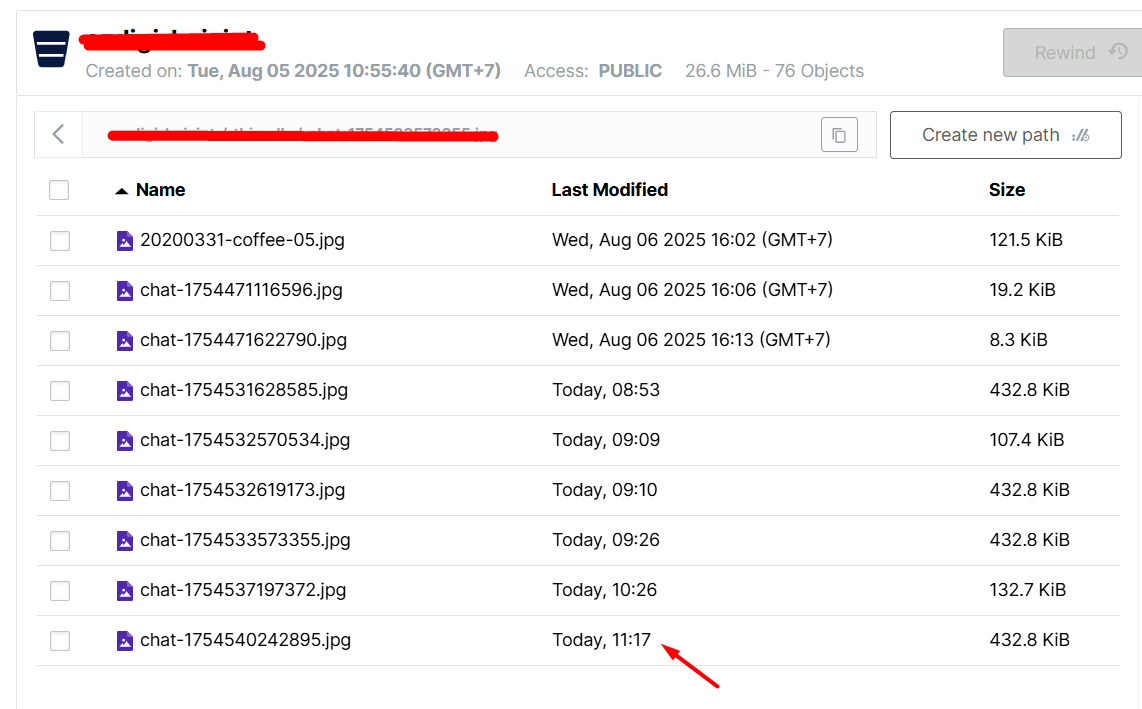 Created on: Tue, Aug 05 2025 10:55:40 (GMT+7) Access: PUBLIC 26.6 MiB - 76 Objects
Rewind
Create new path
Name Last Modified Size
20200331-coffee-05.jpg Wed, Aug 06 2025 16:02 (GMT+7) 121.5 KiB
chat-1754471116596.jpg Wed, Aug 06 2025 16:06 (GMT+7) 19.2 KiB
chat-1754471622790.jpg Wed, Aug 06 2025 16:13 (GMT+7) 8.3 KiB
chat-1754531628585.jpg Today, 08:53 432.8 KiB
chat-1754532570534.jpg Today, 09:09 107.4 KiB
chat-1754532619173.jpg Today, 09:10 432.8 KiB
chat-1754533573355.jpg Today, 09:26 432.8 KiB
chat-1754537197372.jpg Today, 10:26 132.7 KiB
chat-1754540242895.jpg Today, 11:17 432.8 KiB